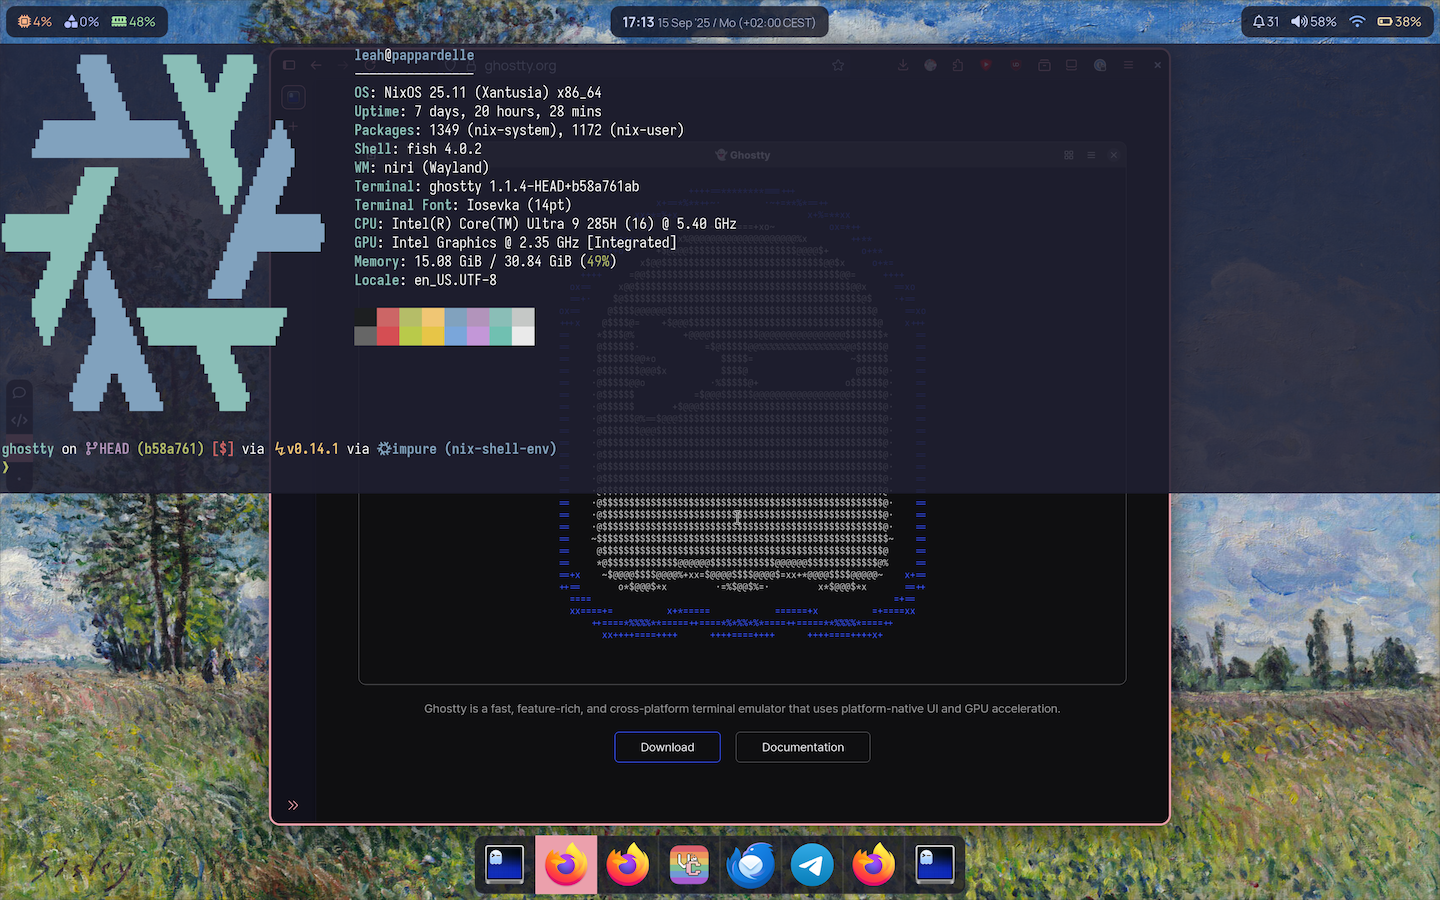 4% 0% 48%
17:13 15 Sep '25 / Mo (+02:00 CEST)
31 58% 38%
leah@pappardelle
ghostty.org
OS: NixOS 25.11 (Xantusia) x86_64
Uptime: 7 days, 20 hours, 28 mins
Packages: 1349 (nix-system), 1172 (nix-user)
Shell: fish 4.0.2
Ghostty
WM: niri (Wayland)
Terminal: ghostty 1.1.4-HEAD+b58a761ab
Terminal Font: Iosevka (14pt)
CPU: Intel(R) Core(TM) Ultra 9 285H (16) @ 5.40 GHz
GPU: Intel Graphics @ 2.35 GHz [Integrated]
Memory: 15.08 GiB / 30.84 GiB (49%)
Locale: en_US.UTF-8
ghostty on HEAD (b58a761) [$] via v0.14.1 via impure (nix-shell-env)
❯
Ghostty is a fast, feature-rich, and cross-platform terminal emulator that uses platform-native UI and GPU acceleration.
Download Documentation